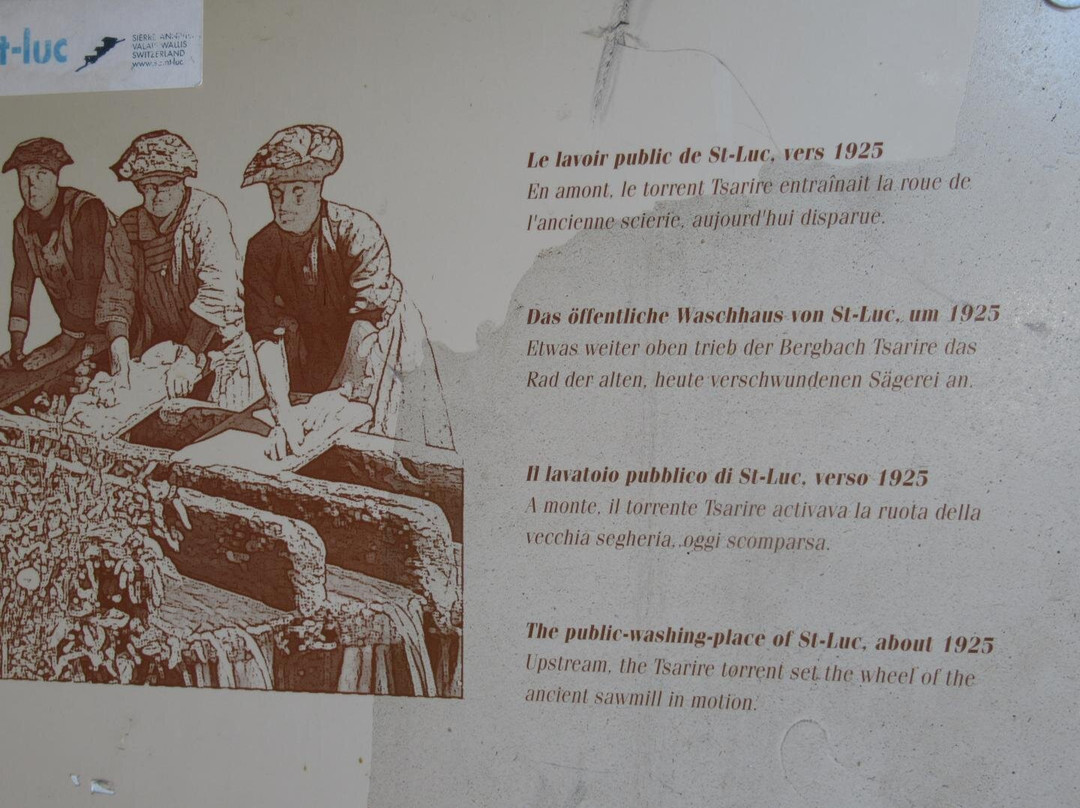 t-luc
SIERRE
VALAIS WALLIS
SWITZERLAND
Le lavoir public de St-Luc, vers 1925
En amont, le torrent Tsarire entraînait la roue de
l'ancienne scierie, aujourd'hui disparue.
Das öffentliche Waschhaus von St-Luc, um 1925
Etwas weiter oben trieb der Bergbach Tsarire das
Rad der alten, heute verschwundenen Sägerei an.
Il lavatoio pubblico di St-Luc, verso 1925
A monte, il torrente Tsarire activava la ruota della
vecchia segheria, oggi scomparsa.
The public-washing-place of St-Luc, about 1925
Upstream, the Tsarire torrent set the wheel of the
ancient sawmill in motion.